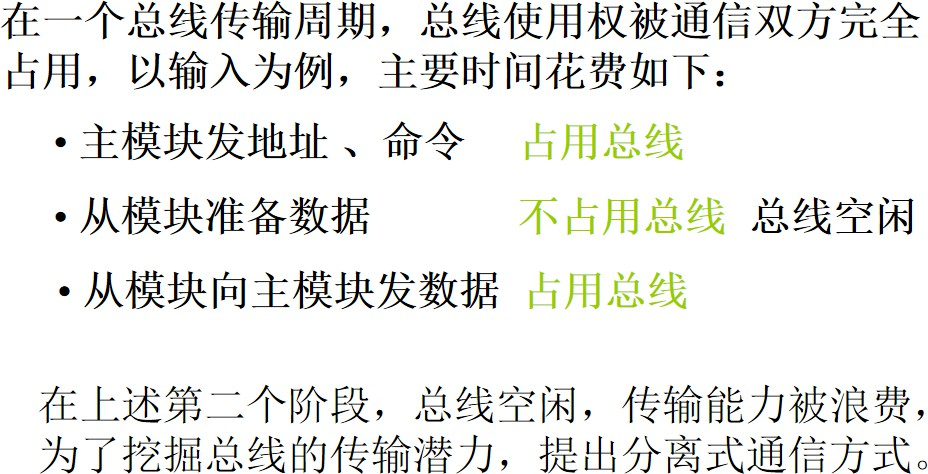 在一个总线传输周期，总线使用权被通信双方完全
占用，以输入为例，主要时间花费如下：
•主模块发地址 、命令 占用总线
•从模块准备数据 不占用总线 总线空闲
•从模块向主模块发数据 占用总线
在上述第二个阶段，总线空闲，传输能力被浪费，
为了挖掘总线的传输潜力，提出分离式通信方式。